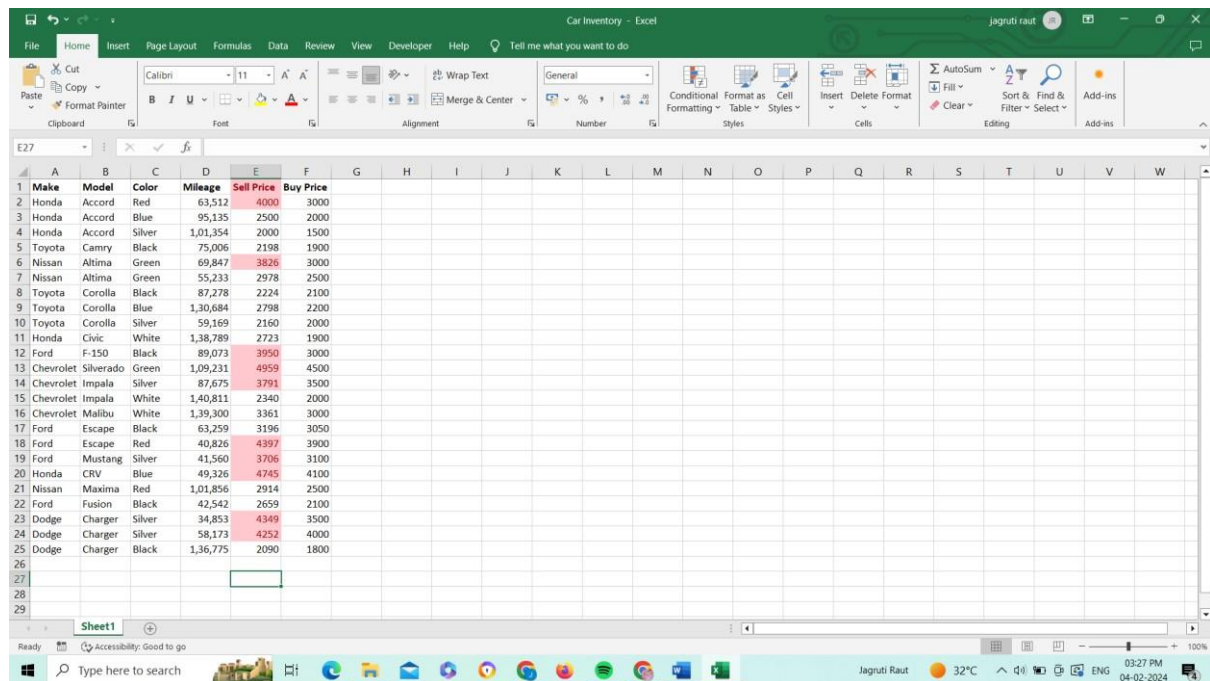 Car Inventory - Excel
jagruti raut
File Home Insert Page Layout Formulas Data Review View Developer Help Tell me what you want to do
Paste
Cut
Copy
Format Painter
Clipboard
Calibri 11 A A
B I U A
Font
Wrap Text
Merge & Center
Alignment
General
% ,
Number
Conditional Formatting
Format as Table
Cell Styles
Styles
Insert Delete Format
Cells
AutoSum
Fill
Clear
Sort & Filter
Find & Select
Editing
Add-ins
Add-ins
E27 fx
A B C D E F G H I J K L M N O P Q R S T U V W
1 Make Model Color Mileage Sell Price Buy Price
2 Honda Accord Red 63,512 4000 3000
3 Honda Accord Blue 95,135 2500 2000
4 Honda Accord Silver 1,01,354 2000 1500
5 Toyota Camry Black 75,006 2198 1900
6 Nissan Altima Green 69,847 3826 3000
7 Nissan Altima Green 55,233 2978 2500
8 Toyota Corolla Black 87,278 2224 2100
9 Toyota Corolla Blue 1,30,684 2798 2200
10 Toyota Corolla Silver 59,169 2160 2000
11 Honda Civic White 1,38,789 2723 1900
12 Ford F-150 Black 89,073 3950 3000
13 Chevrolet Silverado Green 1,09,231 4959 4500
14 Chevrolet Impala Silver 87,675 3791 3500
15 Chevrolet Impala White 1,40,811 2340 2000
16 Chevrolet Malibu White 1,39,300 3361 3000
17 Ford Escape Black 63,259 3196 3050
18 Ford Escape Red 40,826 4397 3900
19 Ford Mustang Silver 41,560 3706 3100
20 Honda CRV Blue 49,326 4745 4100
21 Nissan Maxima Red 1,01,856 2914 2500
22 Ford Fusion Black 42,542 2659 2100
23 Dodge Charger Silver 34,853 4349 3500
24 Dodge Charger Silver 58,173 4252 4000
25 Dodge Charger Black 1,36,775 2090 1800
26
27
28
29
Sheet1
Ready Accessibility: Good to go 100%
Type here to search
Jagruti Raut 32°C ENG 03:27 PM
04-02-2024